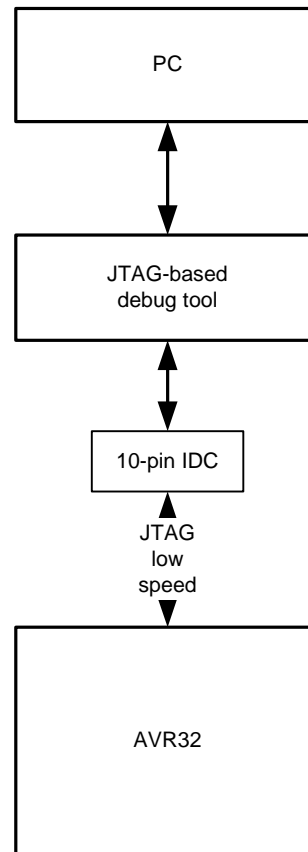 PC
JTAG-based
debug tool
10-pin IDC
JTAG
low
speed
AVR32